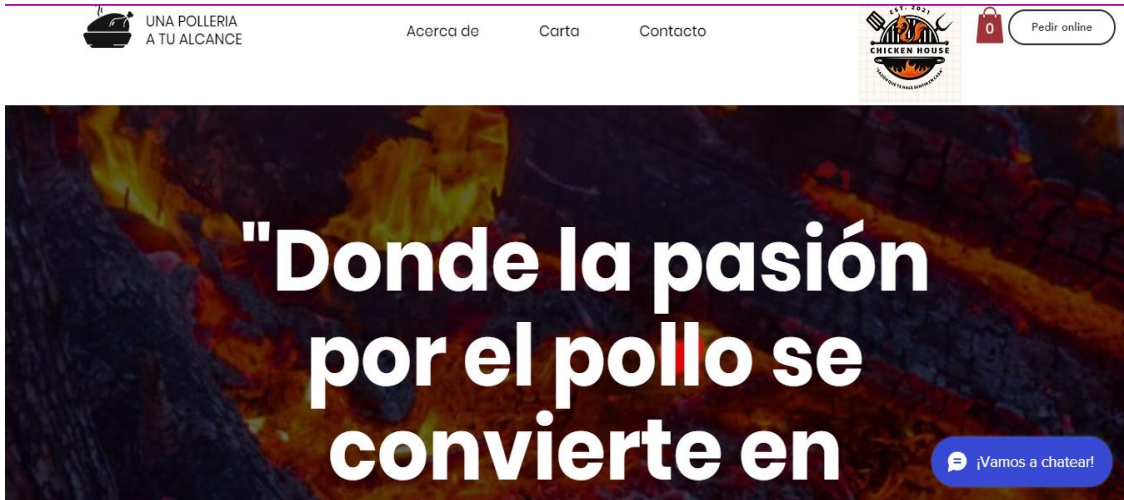 UNA POLLERIA
A TU ALCANCE
Acerca de
Carta
Contacto
EST. 2021
CHICKEN HOUSE
0
Pedir online
"Donde la pasión
por el pollo se
convierte en
¡Vamos a chatear!